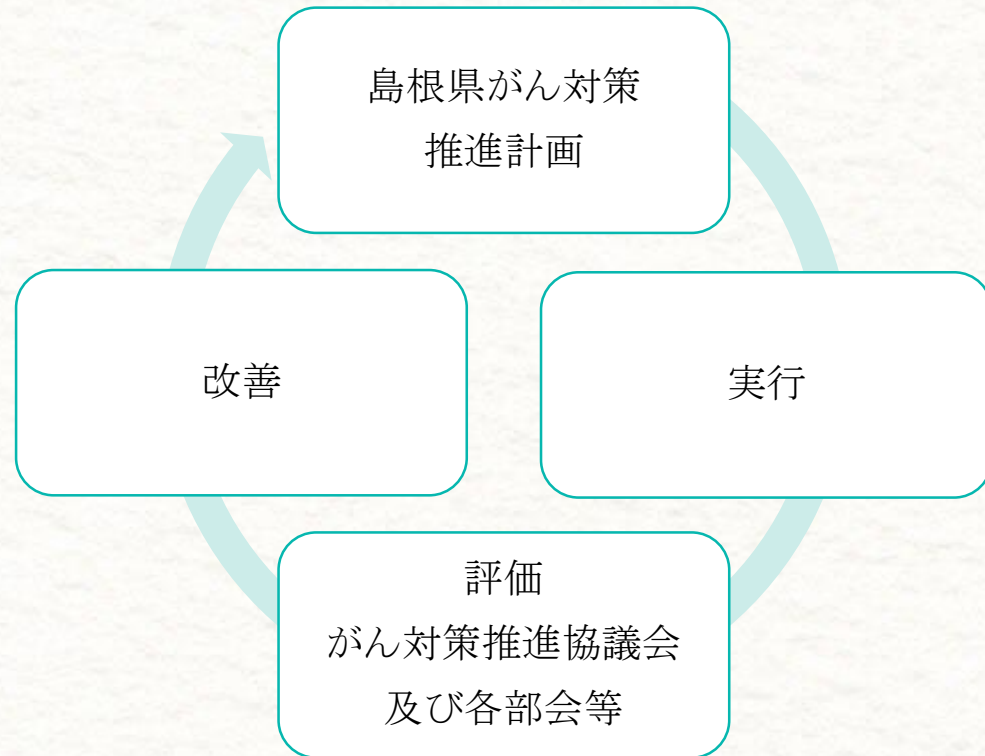 島根県がん対策
推進計画
改善
実行
評価
がん対策推進協議会
及び各部会等